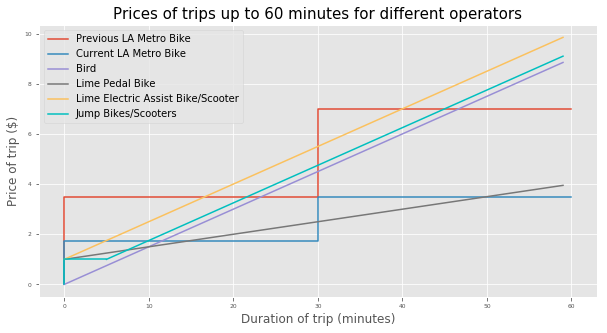 Prices of trips up to 60 minutes for different operators
Price of trip ($)
10
8
6
4
2
0
Previous LA Metro Bike
Current LA Metro Bike
Bird
Lime Pedal Bike
Lime Electric Assist Bike/Scooter
Jump Bikes/Scooters
0 10 20 30 40 50 60
Duration of trip (minutes)